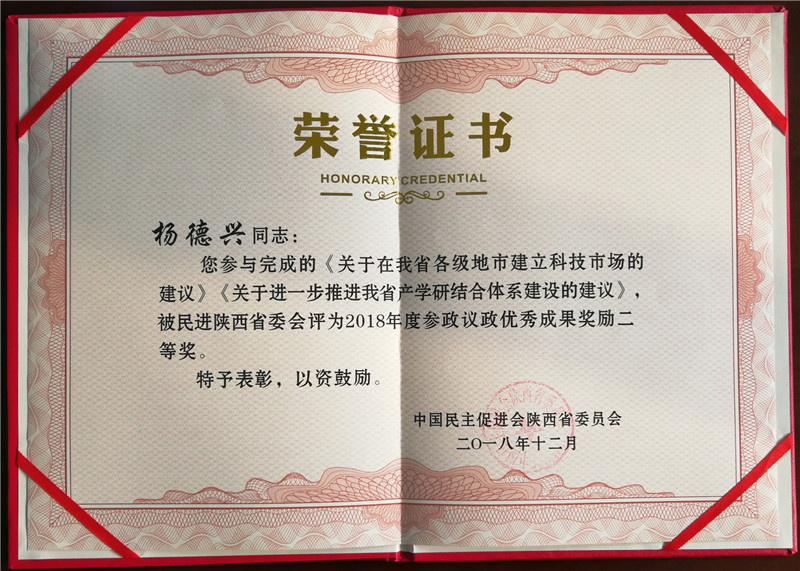 荣誉证书
HONORARY CREDENTIAL
杨德兴同志：
您参与完成的《关于在我省各级地市建立科技市场的
建议》《关于进一步推进我省产学研结合体系建设的建议》，
被民进陕西省委会评为2018年度参政议政优秀成果奖励二
等奖。
特予表彰，以资鼓励。
中国民主促进会陕西省委员会
二〇一八年十二月